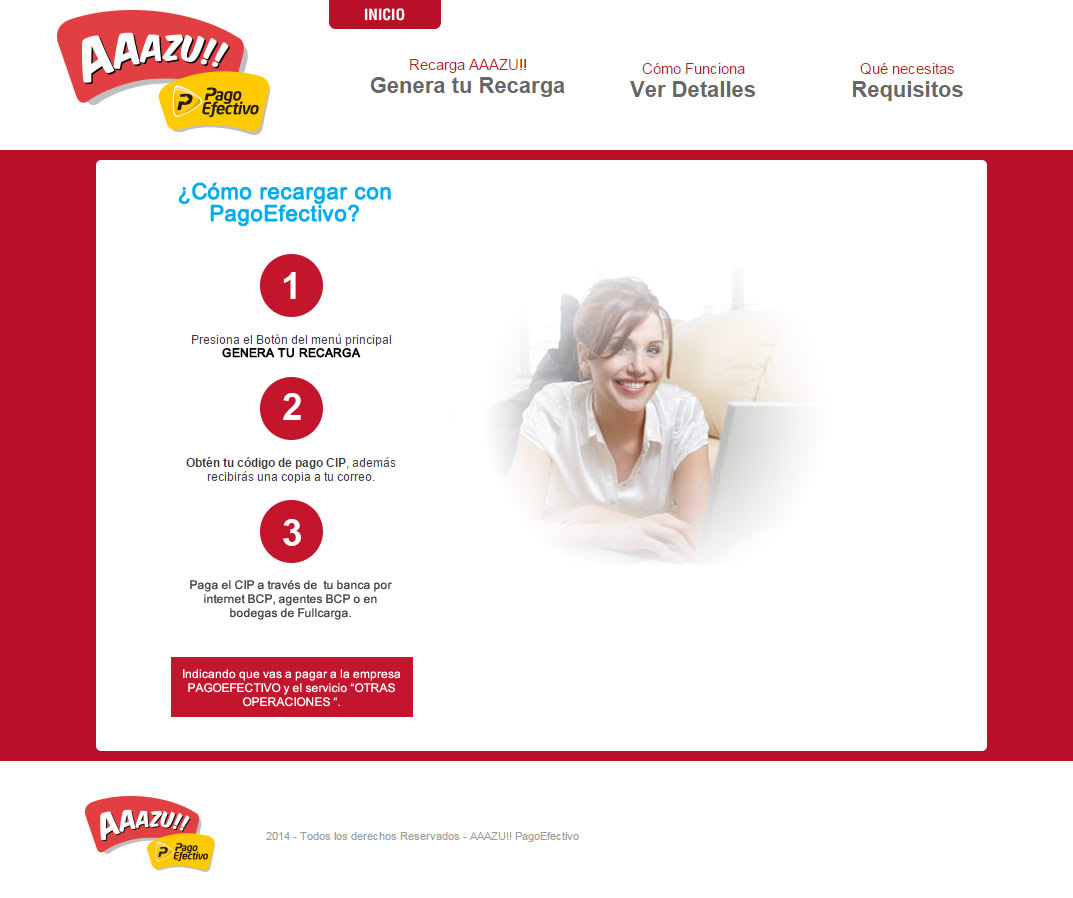 INICIO
AAAZU!!
Pago
Efectivo
Recarga AAAZU!!
Genera tu Recarga
Cómo Funciona
Ver Detalles
Qué necesitas
Requisitos
¿Cómo recargar con
PagoEfectivo?
1
Presiona el Botón del menú principal
GENERA TU RECARGA
2
Obtén tu código de pago CIP, además
recibirás una copia a tu correo.
3
Paga el CIP a través de  tu banca por
internet BCP, agentes BCP o en
bodegas de Fullcarga.
Indicando que vas a pagar a la empresa
PAGOEFECTIVO y el servicio “OTRAS
OPERACIONES “.
AAAZU!!
Pago
Efectivo
2014 - Todos los derechos Reservados - AAAZU!! PagoEfectivo